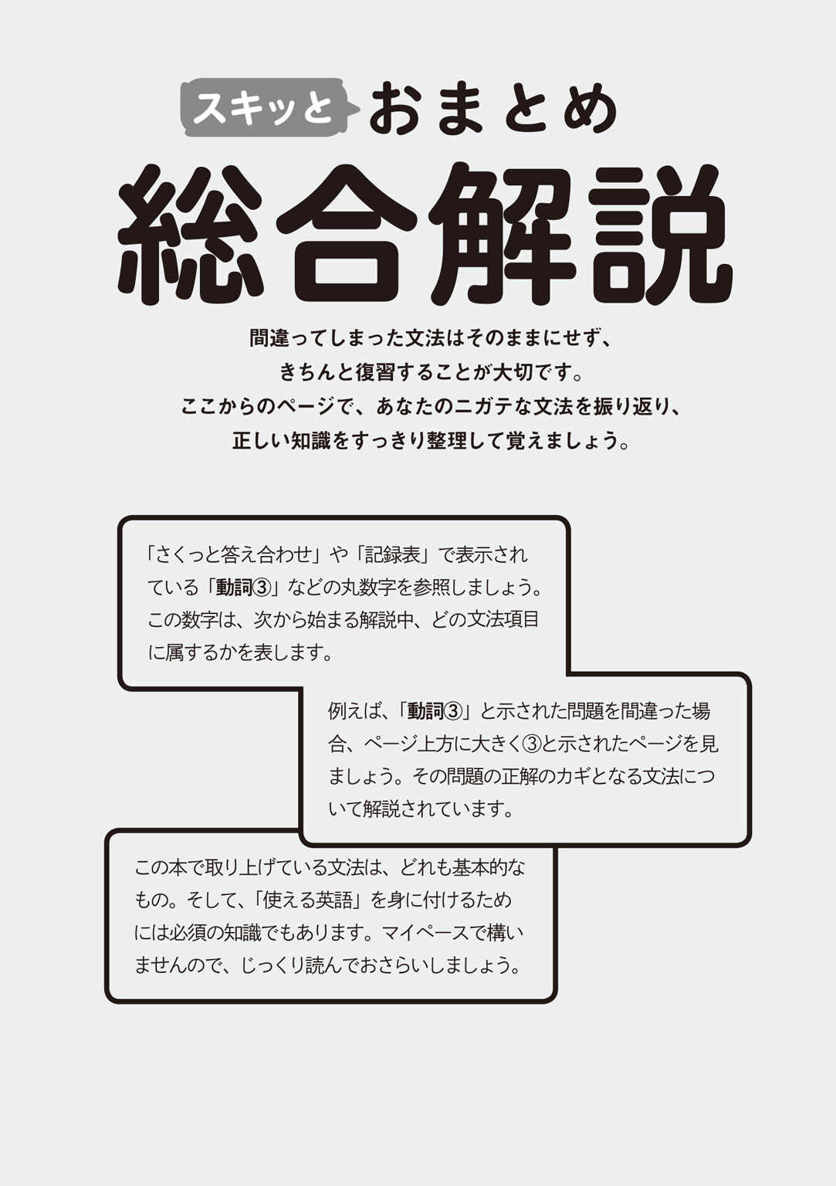 スキッと おまとめ
総合解説
間違ってしまった文法はそのままにせず、
きちんと復習することが大切です。
ここからのページで、あなたのニガテな文法を振り返り、
正しい知識をすっきり整理して覚えましょう。
「さくっと答え合わせ」や「記録表」で表示され
ている「動詞③」などの丸数字を参照しましょう。
この数字は、次から始まる解説中、どの文法項目
に属するかを表します。
例えば、「動詞③」と示された問題を間違った場
合、ページ上方に大きく③と示されたページを見
ましょう。その問題の正解のカギとなる文法につ
いて解説されています。
この本で取り上げている文法は、どれも基本的な
もの。そして、「使える英語」を身に付けるため
には必須の知識でもあります。マイペースで構い
ませんので、じっくり読んでおさらいしましょう。